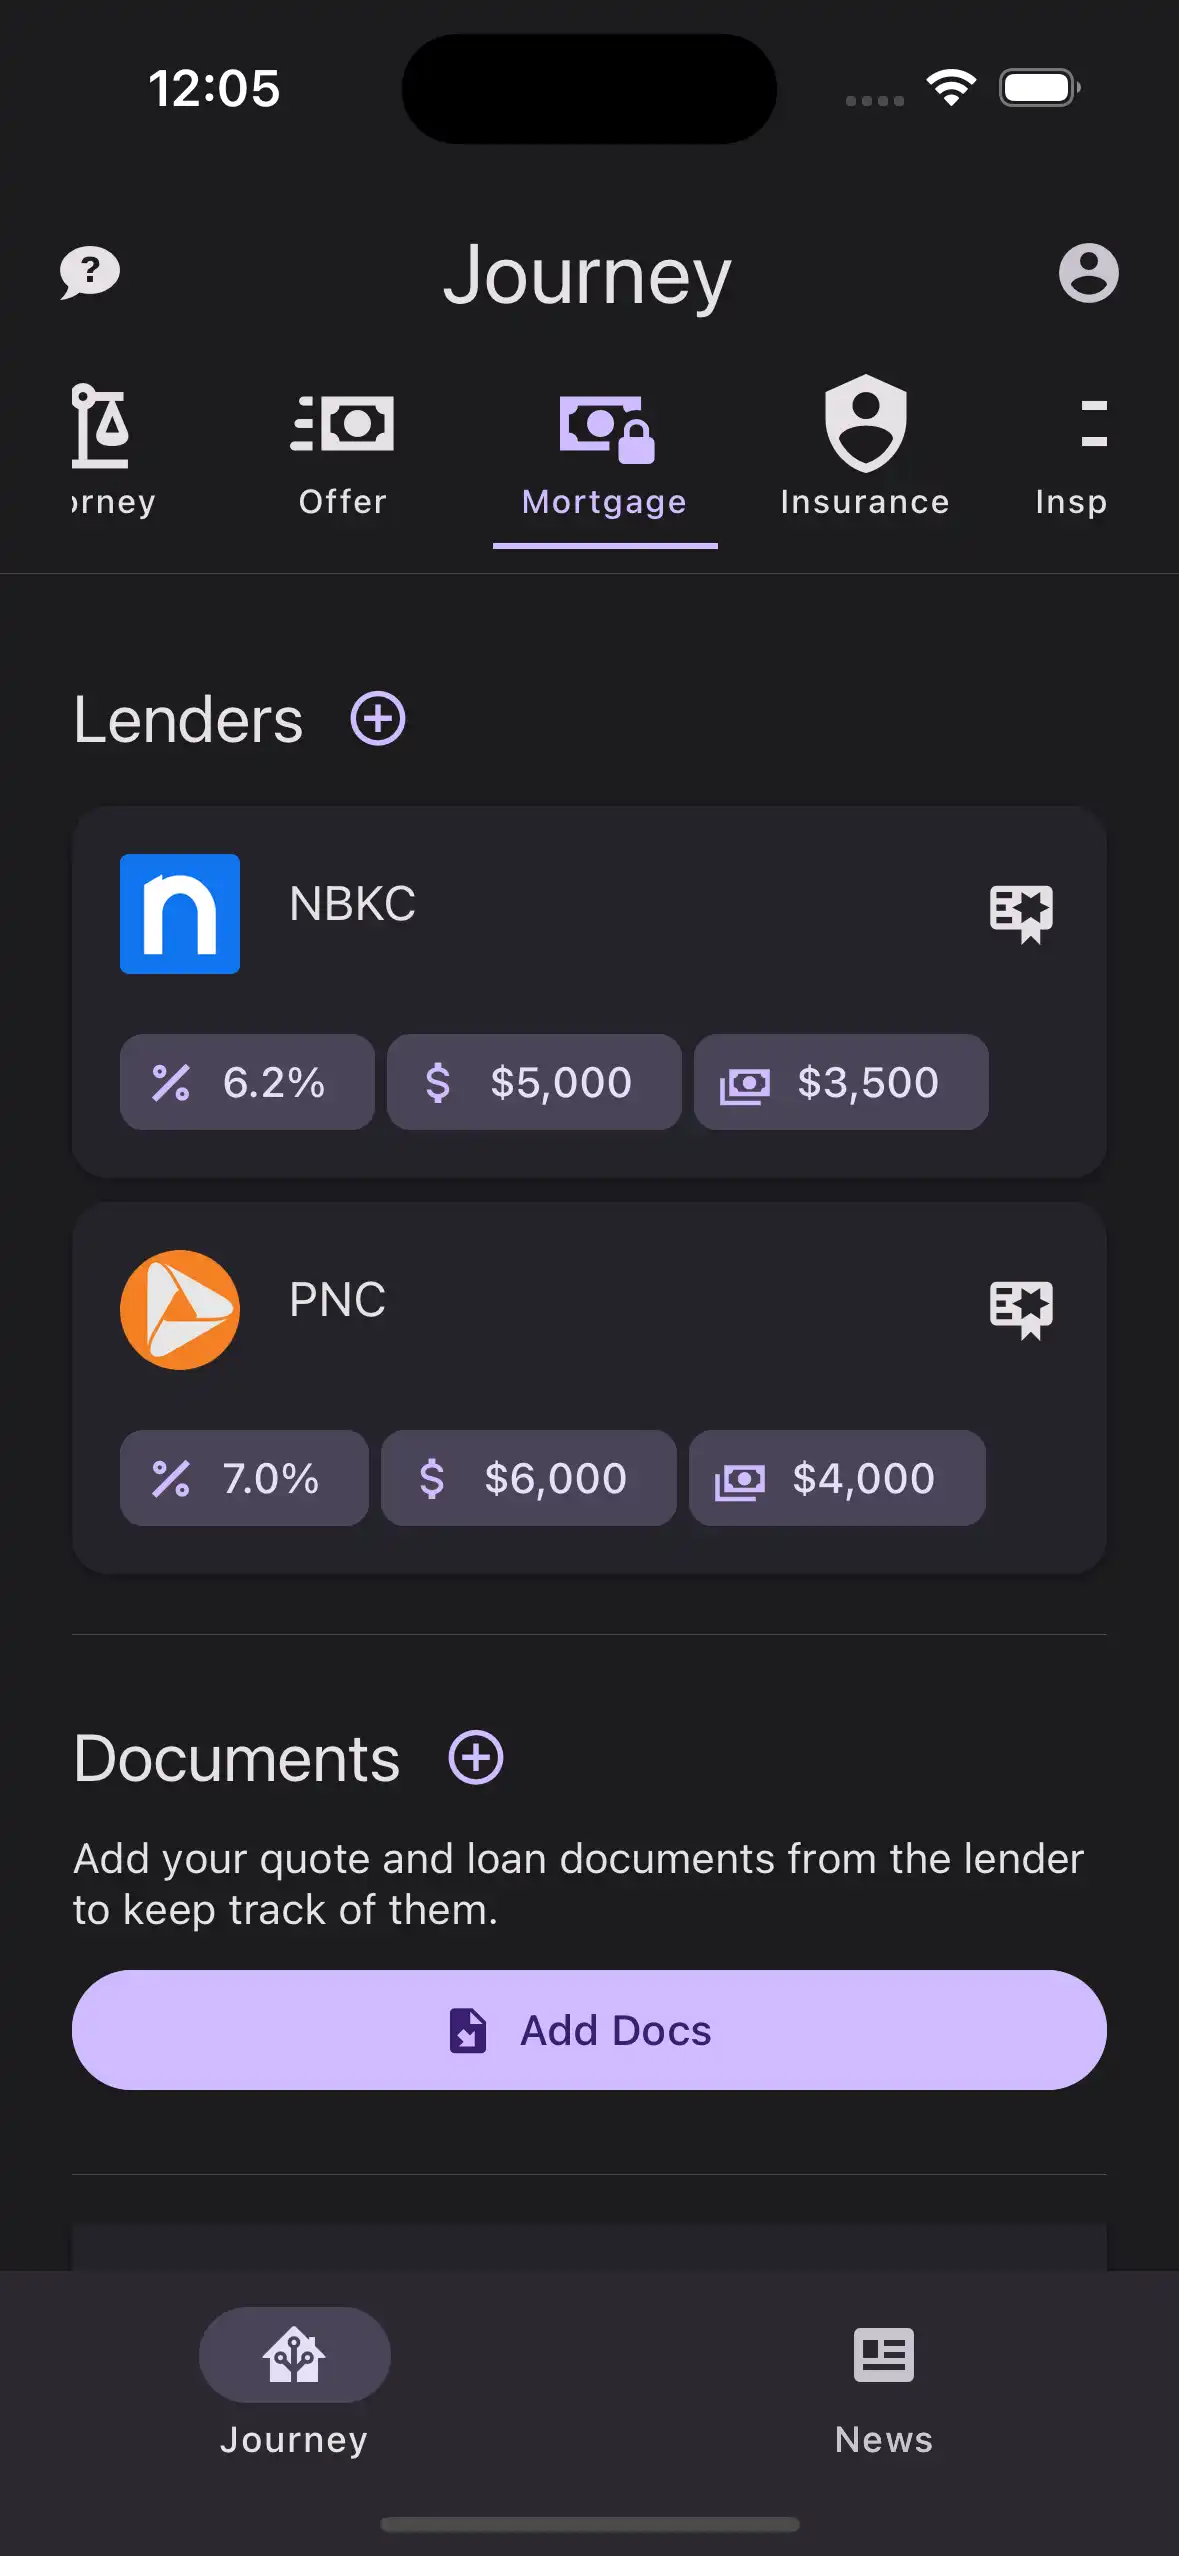 12:05
Journey
orney
Offer
Mortgage
Insurance
Insp
Lenders
NBKC
6.2%
$5,000
$3,500
PNC
7.0%
$6,000
$4,000
Documents
Add your quote and loan documents from the lender
to keep track of them.
Add Docs
Journey
News